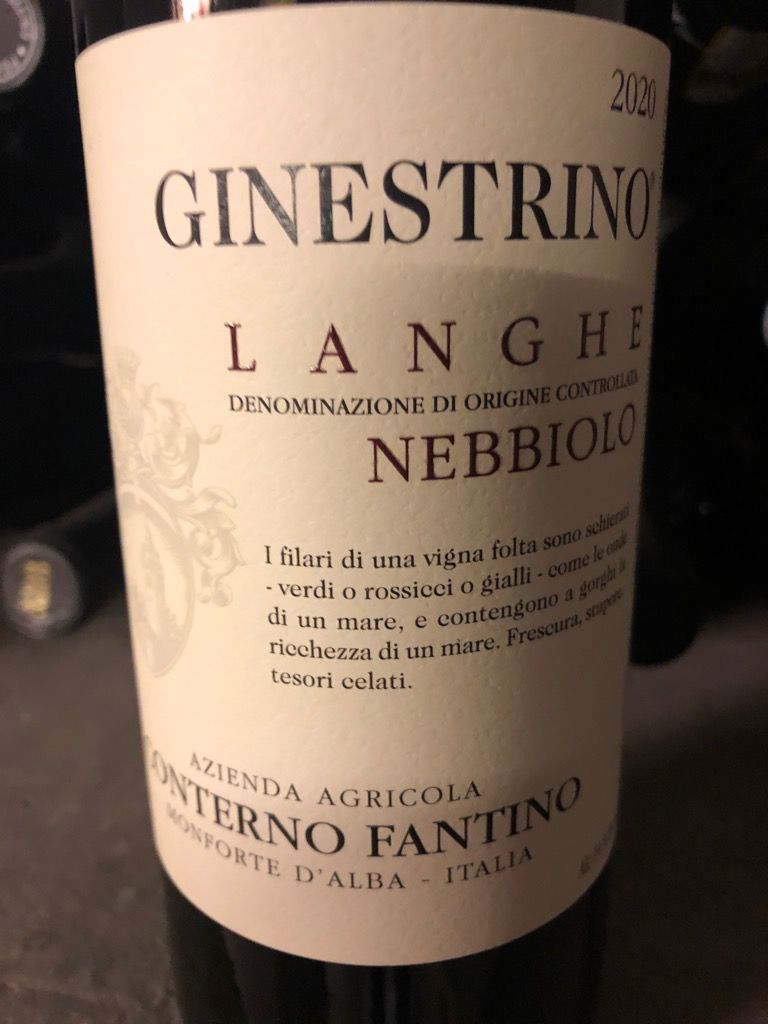 2020
GINESTRINO®
LANGHE
DENOMINAZIONE DI ORIGINE CONTROLLATA
NEBBIOLO
I filari di una vigna folta sono schierati
- verdi o rossicci o gialli - come le onde
di un mare, e contengono a gorghi la
ricchezza di un mare. Frescura, stupore,
tesori celati.
AZIENDA AGRICOLA
CONTERNO FANTINO
MONFORTE D'ALBA - ITALIA